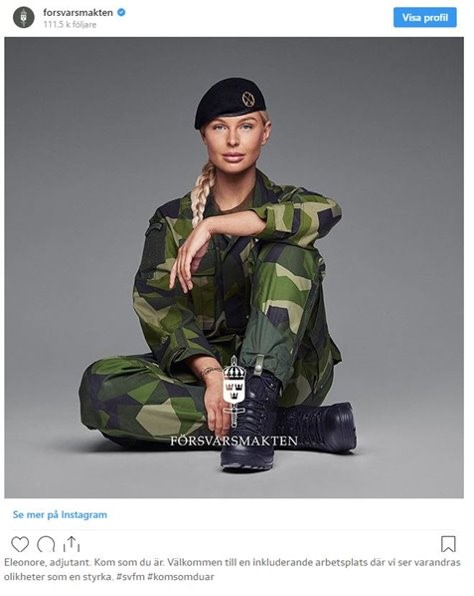 forsvarsmakten
111.5 k följare
Visa profil
FÖRSVARSMAKTEN
Se mer på Instagram
Eleonore, adjutant. Kom som du är. Välkommen till en inkluderande arbetsplats där vi ser varandras
olikheter som en styrka. #svfm #komsomduar